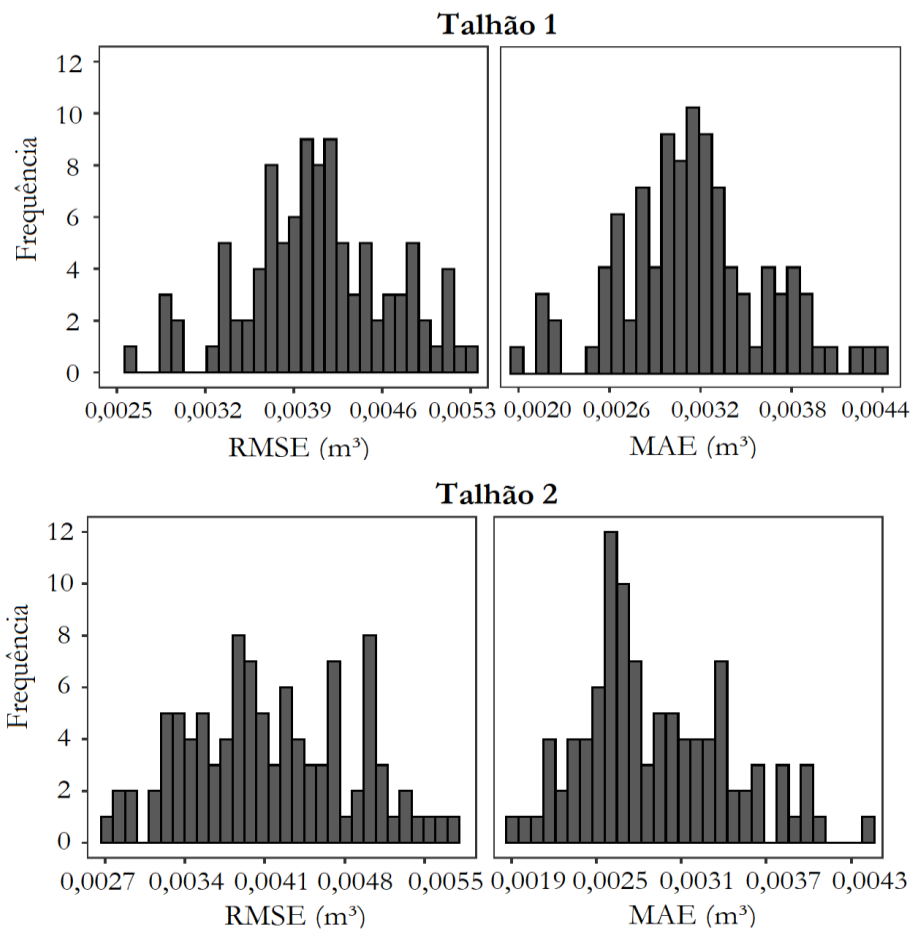 Talhão 1
Frequência
12
10
8
6
4
2
0
0,0025 0,0032 0,0039 0,0046 0,0053
RMSE (m³)
0,0020 0,0026 0,0032 0,0038 0,0044
MAE (m³)
Talhão 2
Frequência
12
10
8
6
4
2
0
0,0027 0,0034 0,0041 0,0048 0,0055
RMSE (m³)
0,0019 0,0025 0,0031 0,0037 0,0043
MAE (m³)